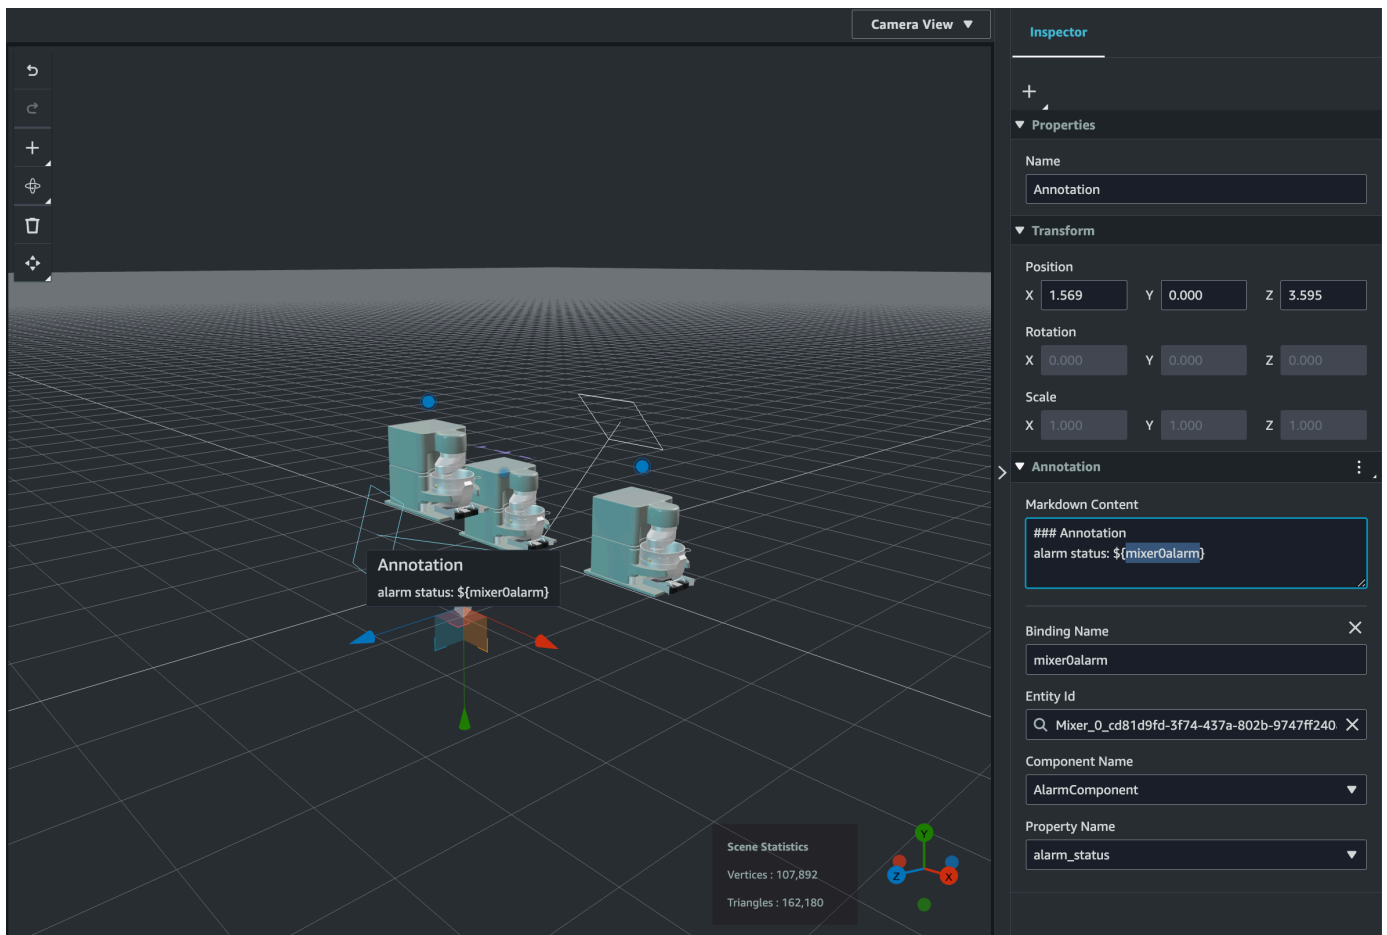 Camera View
Inspector
Properties
Name
Annotation
Transform
Position
X 1.569 Y 0.000 Z 3.595
Rotation
X 0.000 Y 0.000 Z 0.000
Scale
X 1.000 Y 1.000 Z 1.000
Annotation
Markdown Content
### Annotation
alarm status: ${mixer0alarm}
Binding Name
mixer0alarm
Entity Id
Mixer_0_cd81d9fd-3f74-437a-802b-9747ff240
Component Name
AlarmComponent
Property Name
alarm_status
Annotation
alarm status: ${mixer0alarm}
Scene Statistics
Vertices : 107,892
Triangles : 162,180
Y
Z
X